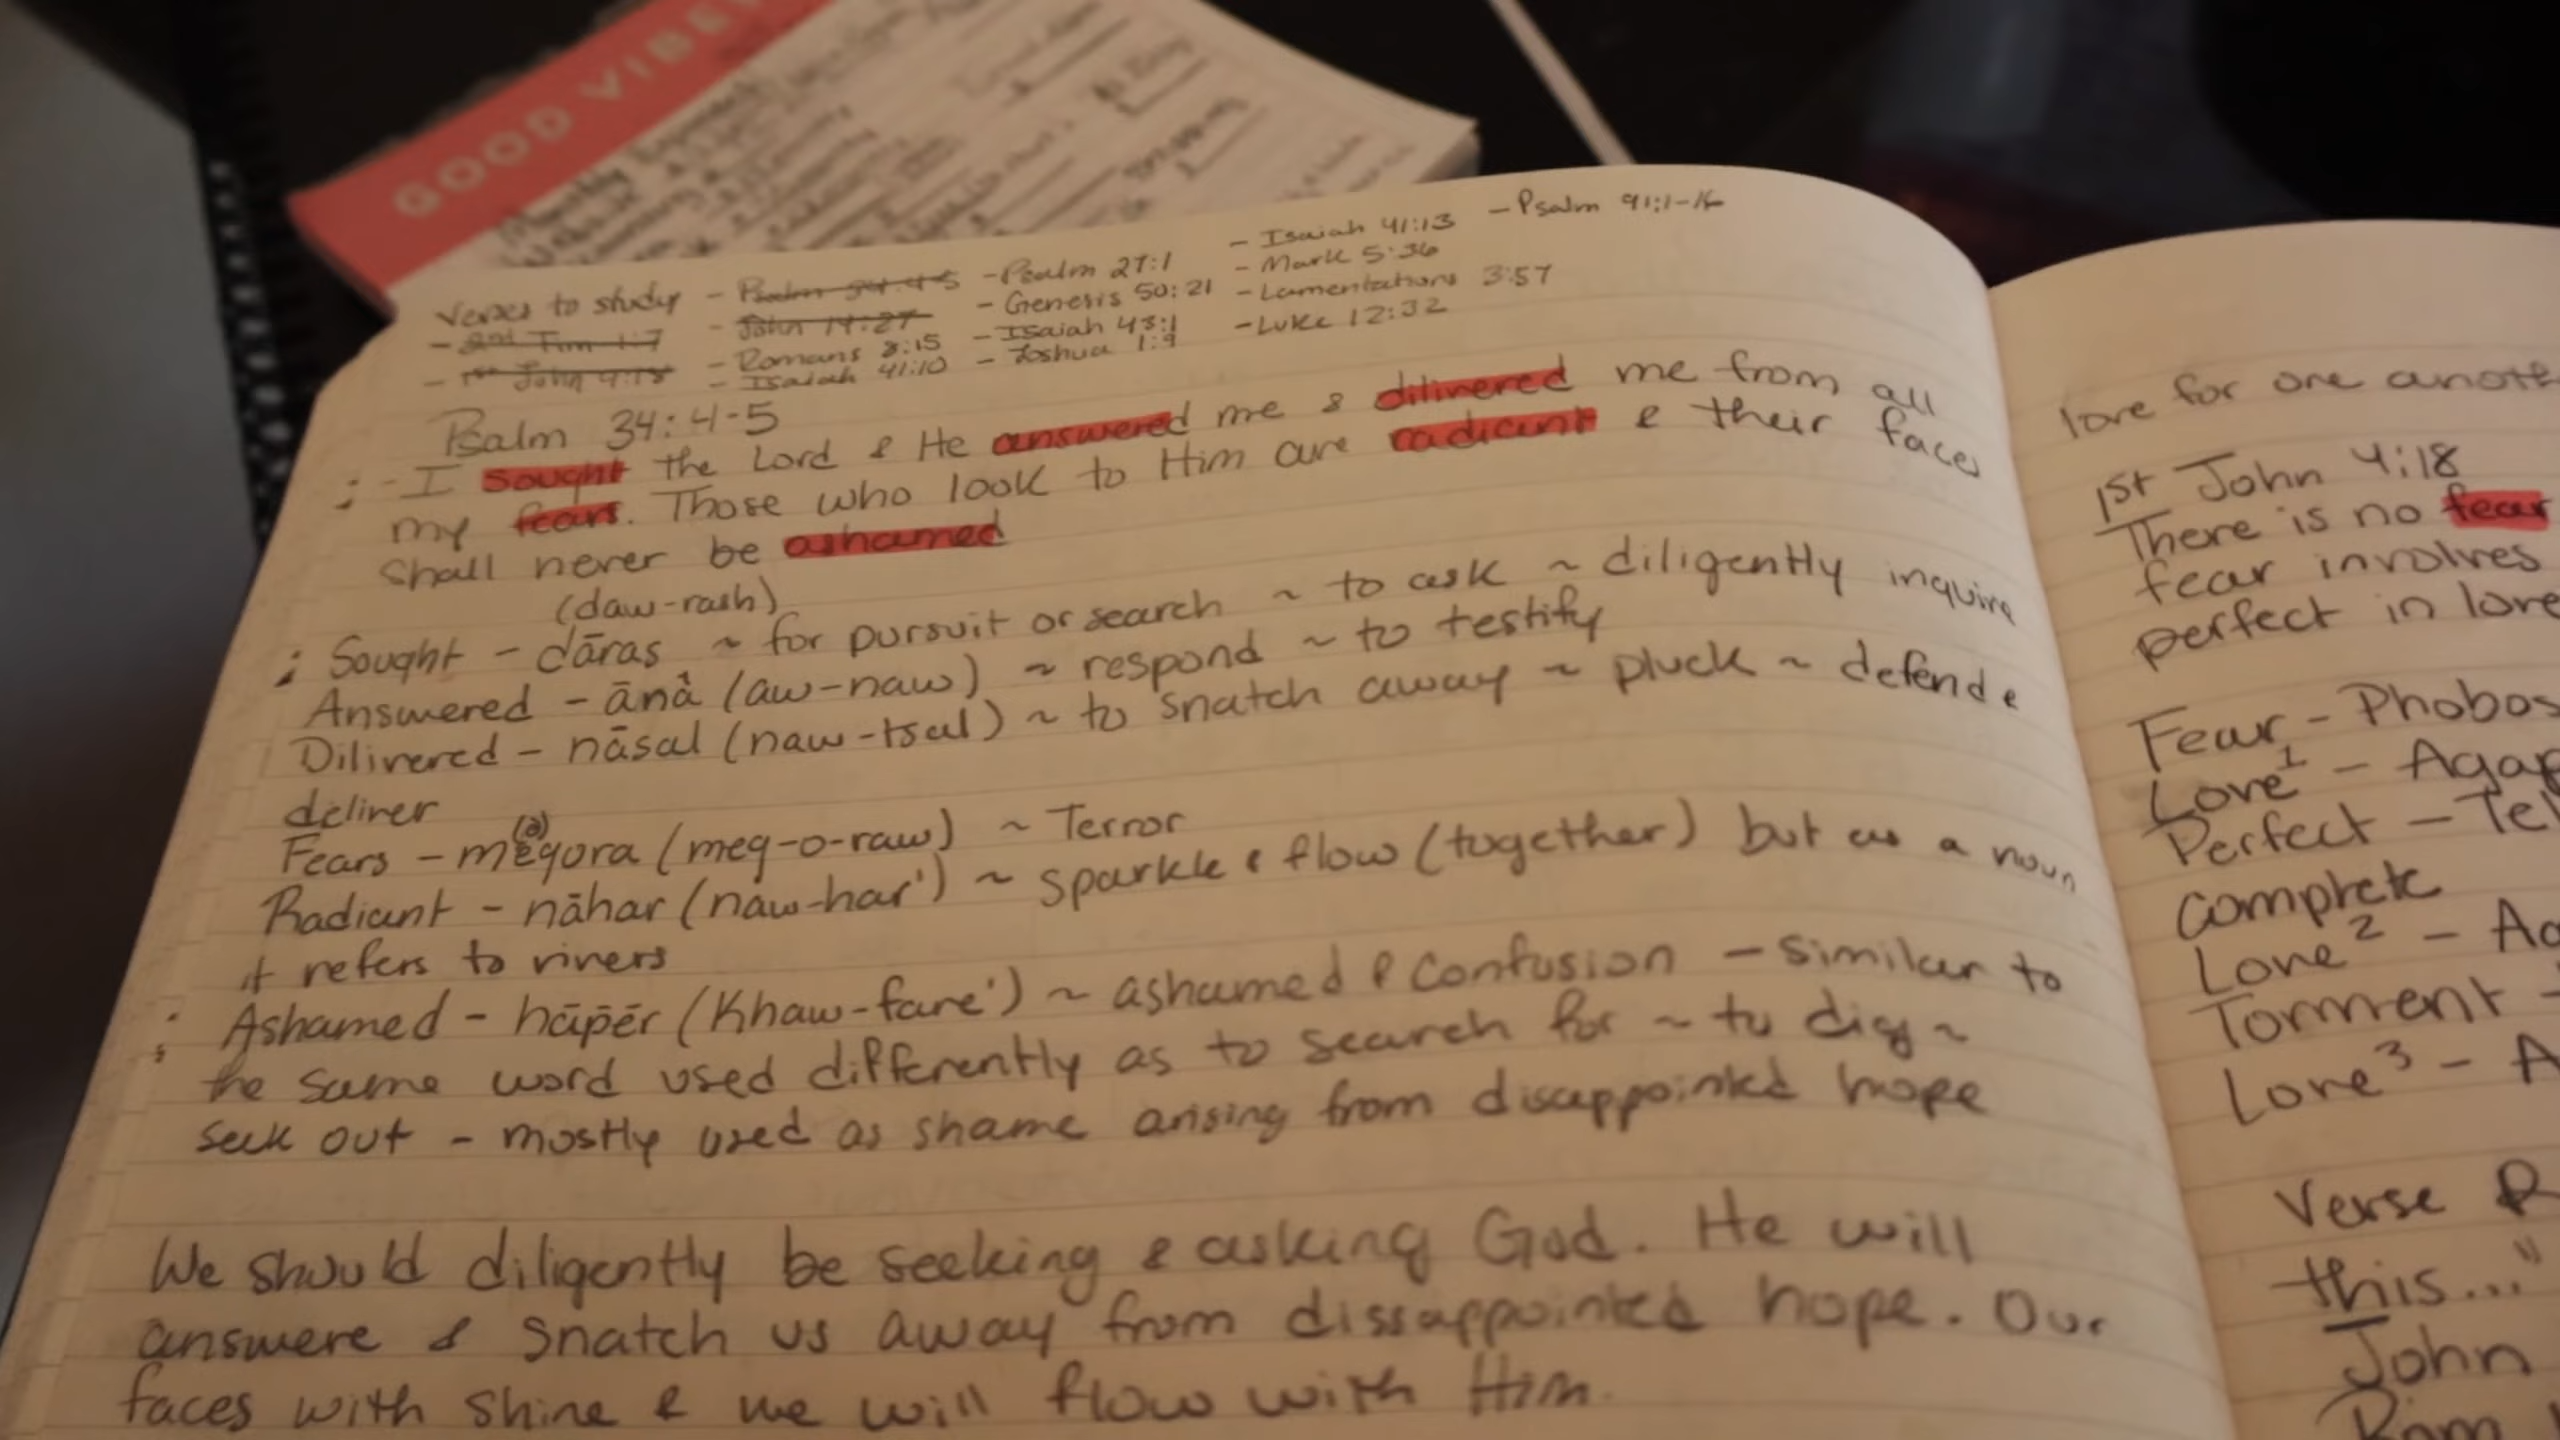 GOOD VIBES
Verses to study - Psalm 34:4-5 - Psalm 27:1 - Isaiah 41:13 - Psalm 91:1-16
- 2nd Tim 1:7 - John 14:27 - Genesis 50:21 - Mark 5:36
- 1st John 4:18 - Romans 8:15 - Isaiah 43:1 - Lamentations 3:57
- Isaiah 41:10 - Joshua 1:9 - Luke 12:32
Psalm 34:4-5
: - I sought the Lord & He answered me & dilivered me from all
my fears. Those who look to Him are radiant & their faces
shall never be ashamed
(daw-rash)
; Sought - dāras ~ for pursuit or search ~ to ask ~ diligently inquire
Answered - ānâ (aw-naw) ~ respond ~ to testify
Dilivered - nāsal (naw-tsal) ~ to snatch away ~ pluck ~ defend &
deliver
(a)
Fears - megora (meg-o-raw) ~ Terror
Radiant - nāhar (naw-har') ~ sparkle & flow (together) but as a noun
it refers to rivers
; Ashamed - hāpēr (Khaw-fare') ~ ashamed & confusion - similar to
the same word used differently as to search for ~ to dig ~
seek out - mostly used as shame arising from disappointed hope
We should diligently be seeking & asking God. He will
answere & snatch us away from dissappointed hope. Our
faces with shine & we will flow with Him.
love for one anoth
1st John 4:18
There is no fear
fear involves
perfect in love
Fear - Phobos
Love¹ - Agap
Perfect - Tel
complete
Love² - Ag
Torment -
Love³ - A
Verse
this..."
John
Rom